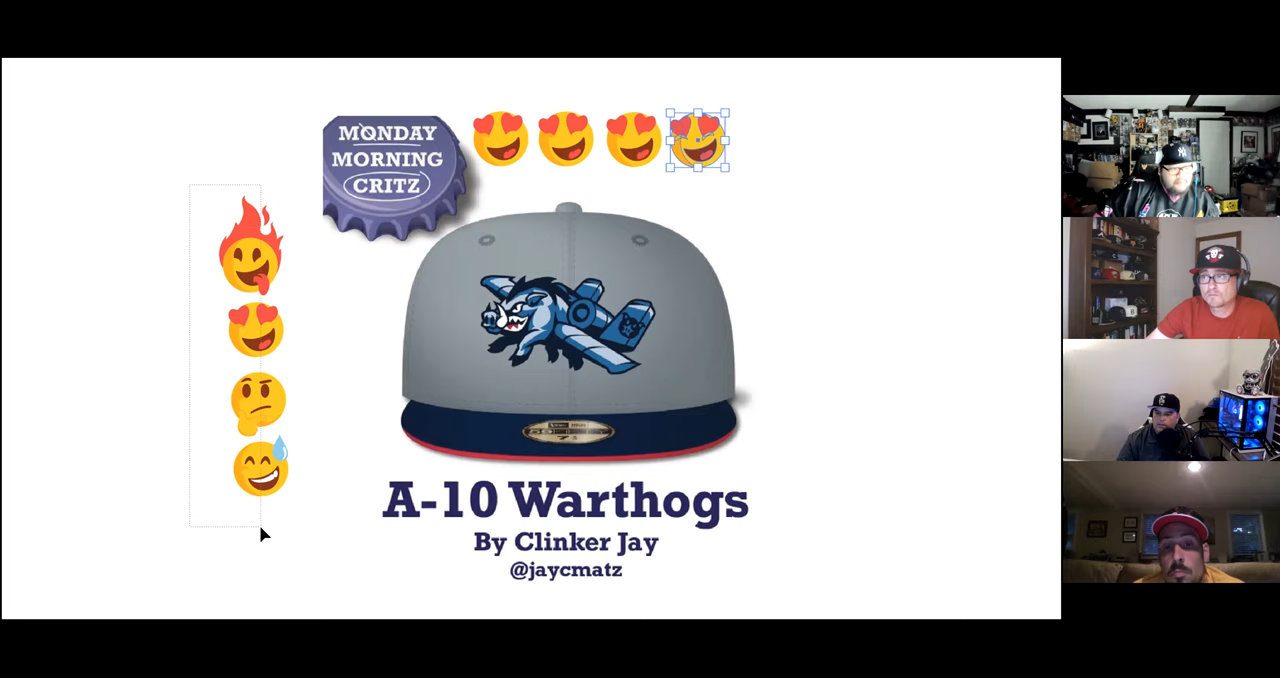 MONDAY
MORNING
CRITZ
A-10 Warthogs
By Clinker Jay
@jaycmatz